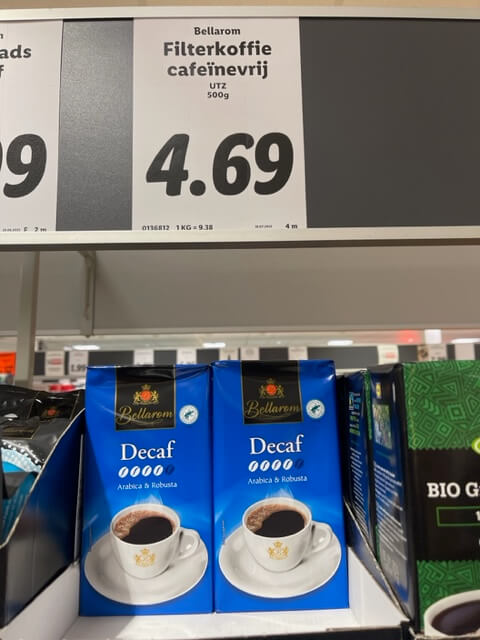 ads
f
9
Bellarom
Filterkoffie
cafeïnevrij
UTZ
500g
4.69
0136812 1 KG = 9.38
4 m
Bellarom
Decaf
Arabica & Robusta
Bellarom
Decaf
Arabica & Robusta
BIO